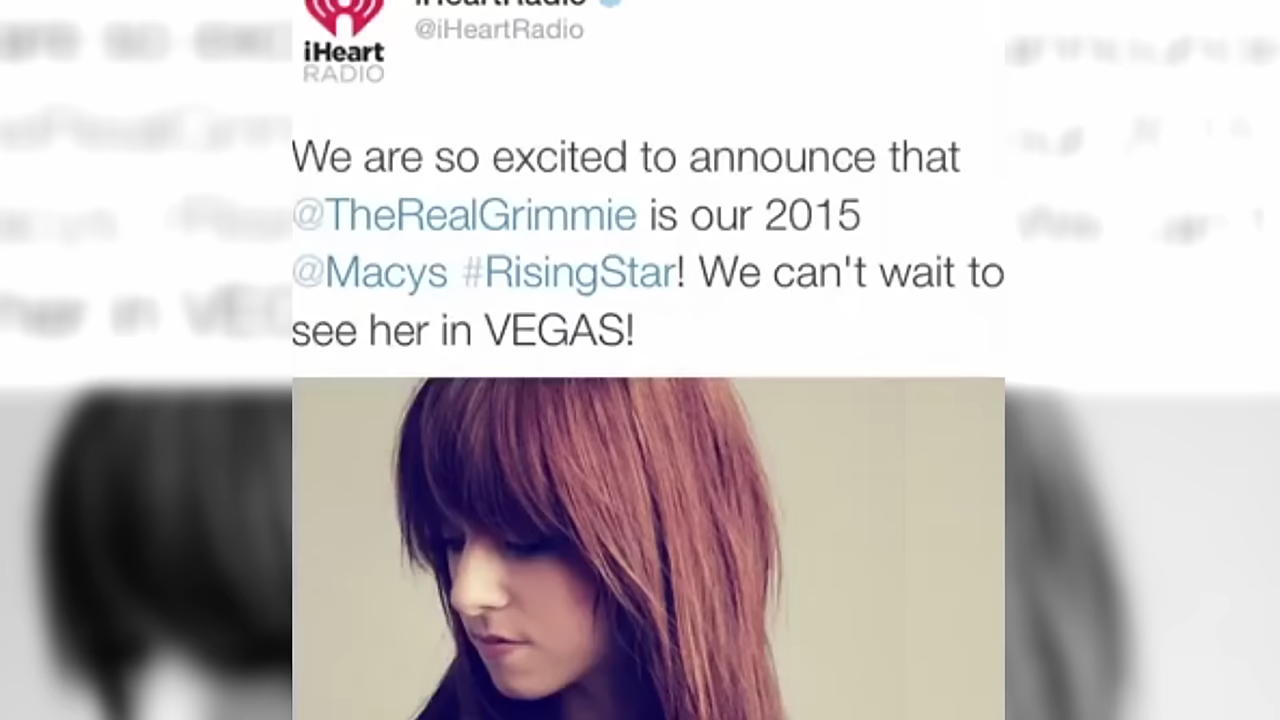 iHeartRadio
@iHeartRadio
iHeart
RADIO
We are so excited to announce that
@TheRealGrimmie is our 2015
@Macys #RisingStar! We can't wait to
see her in VEGAS!